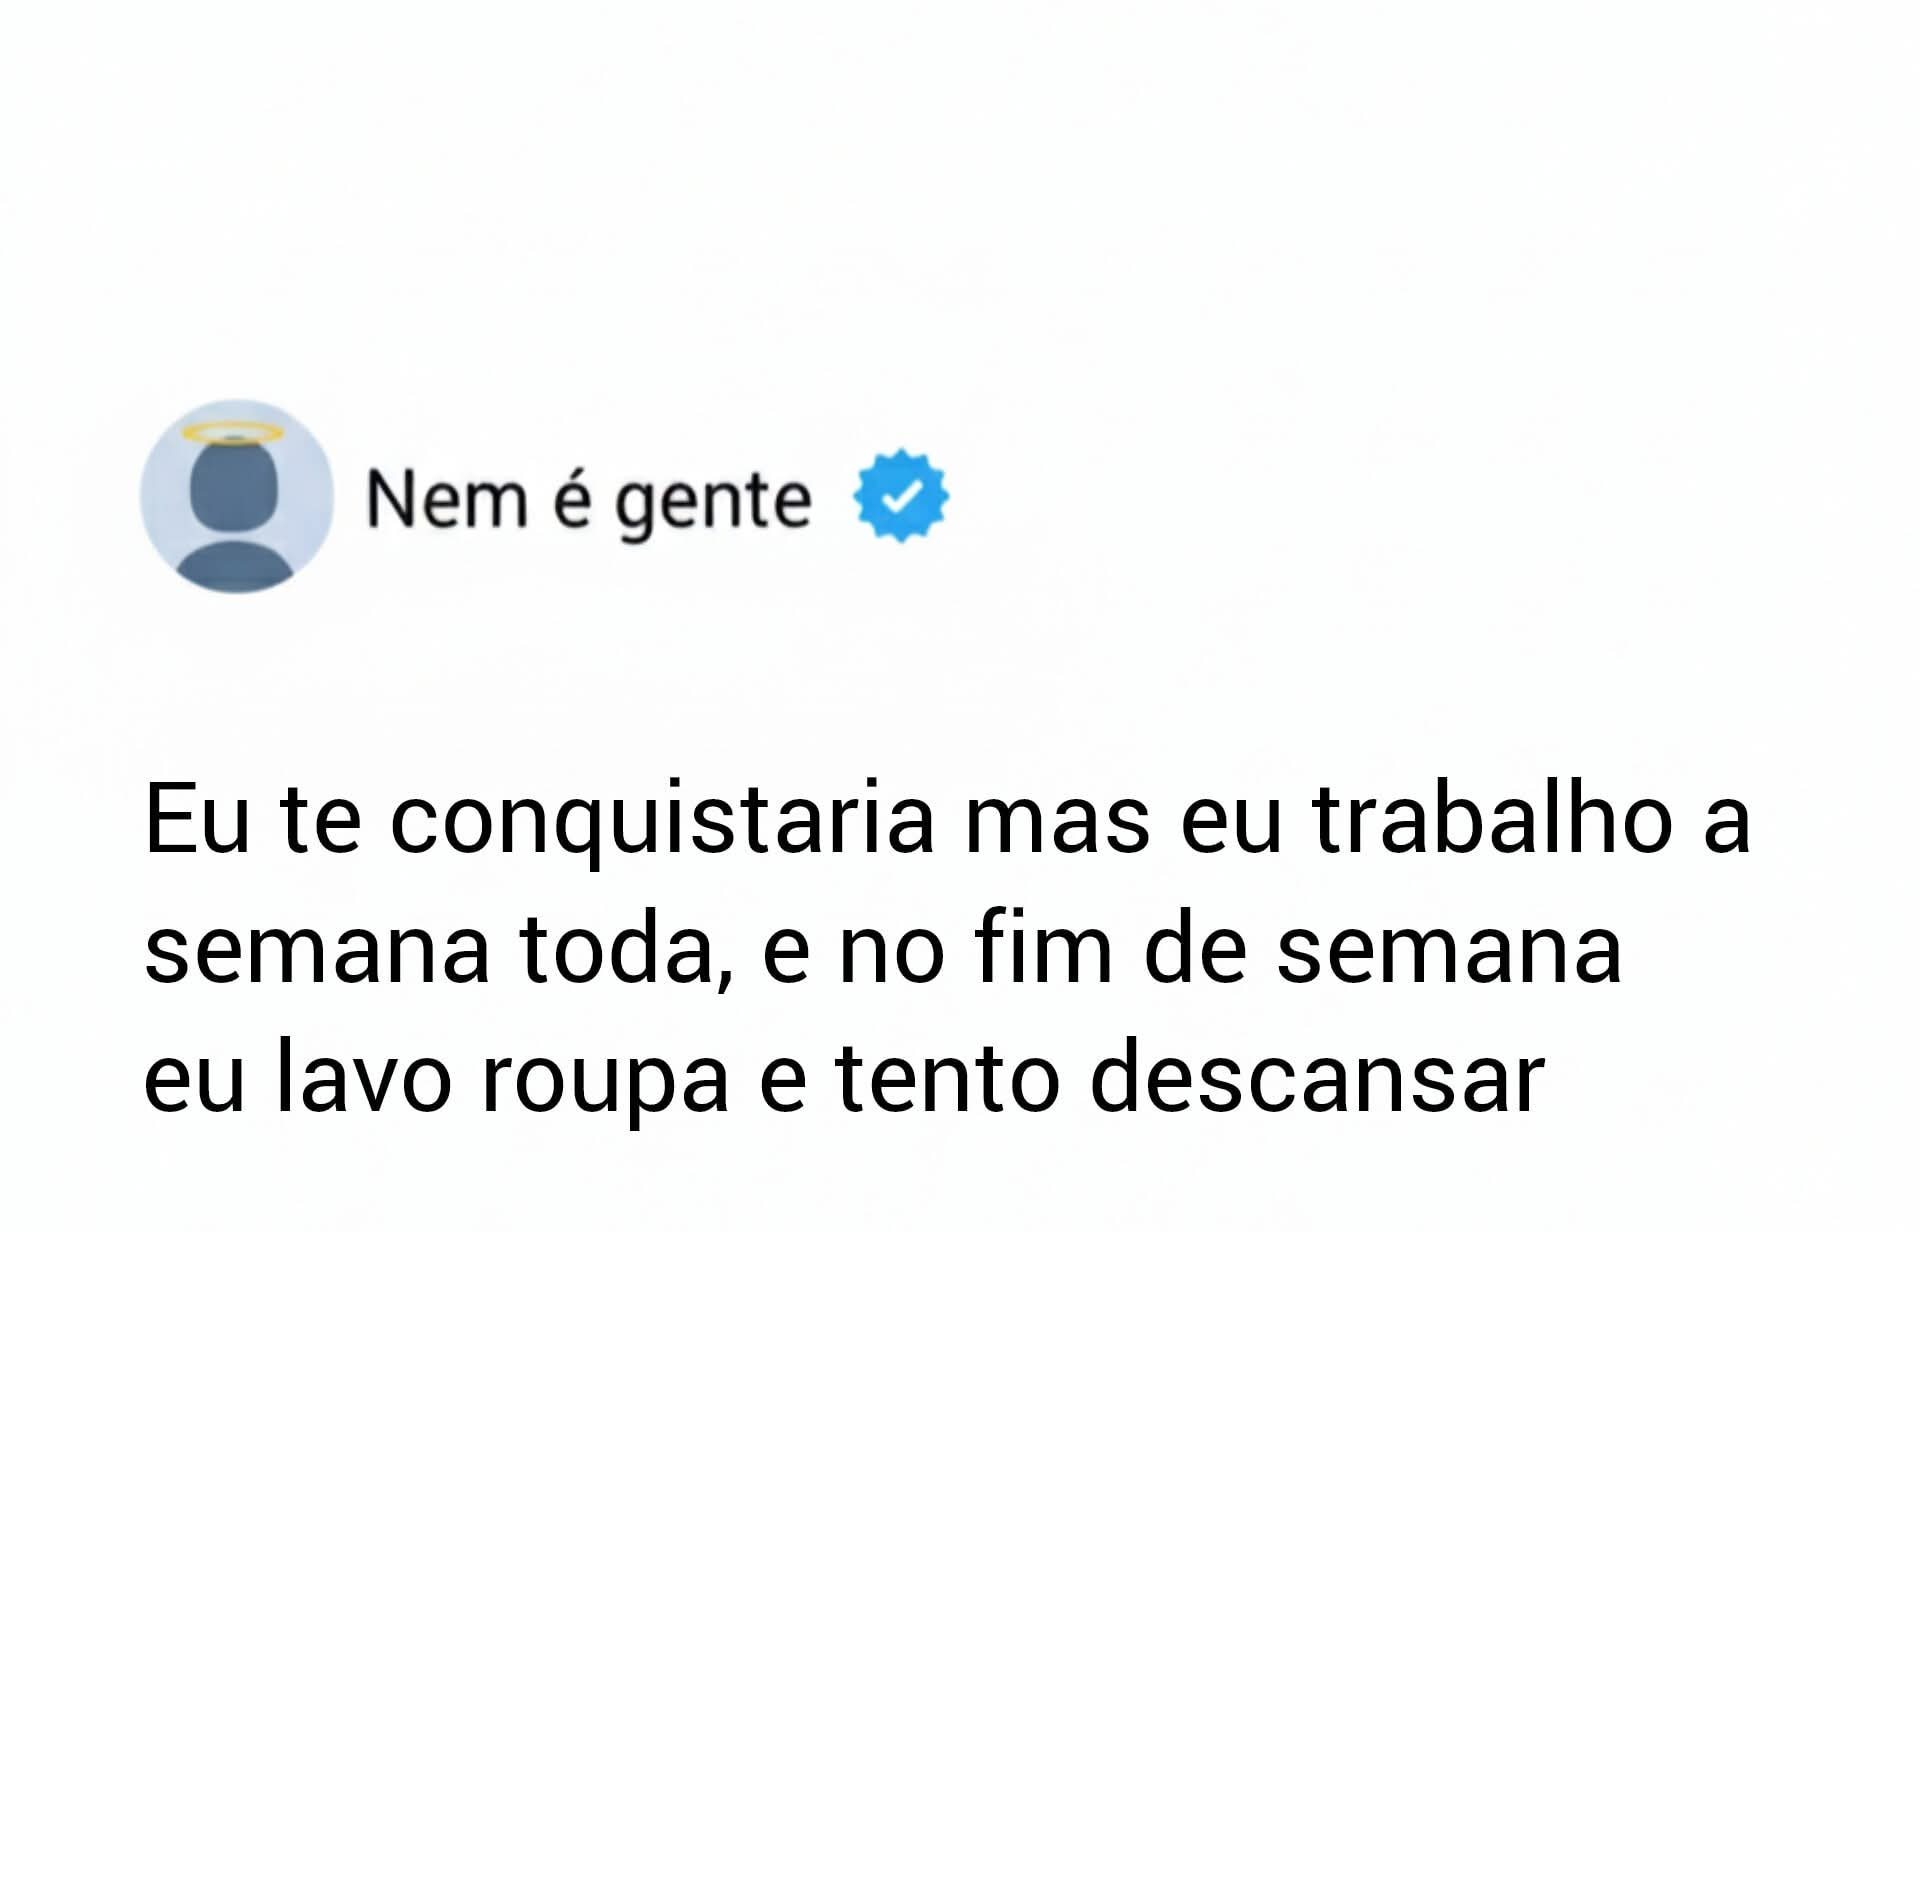 Nem é gente
Eu te conquistaria mas eu trabalho a
semana toda, e no fim de semana
eu lavo roupa e tento descansar